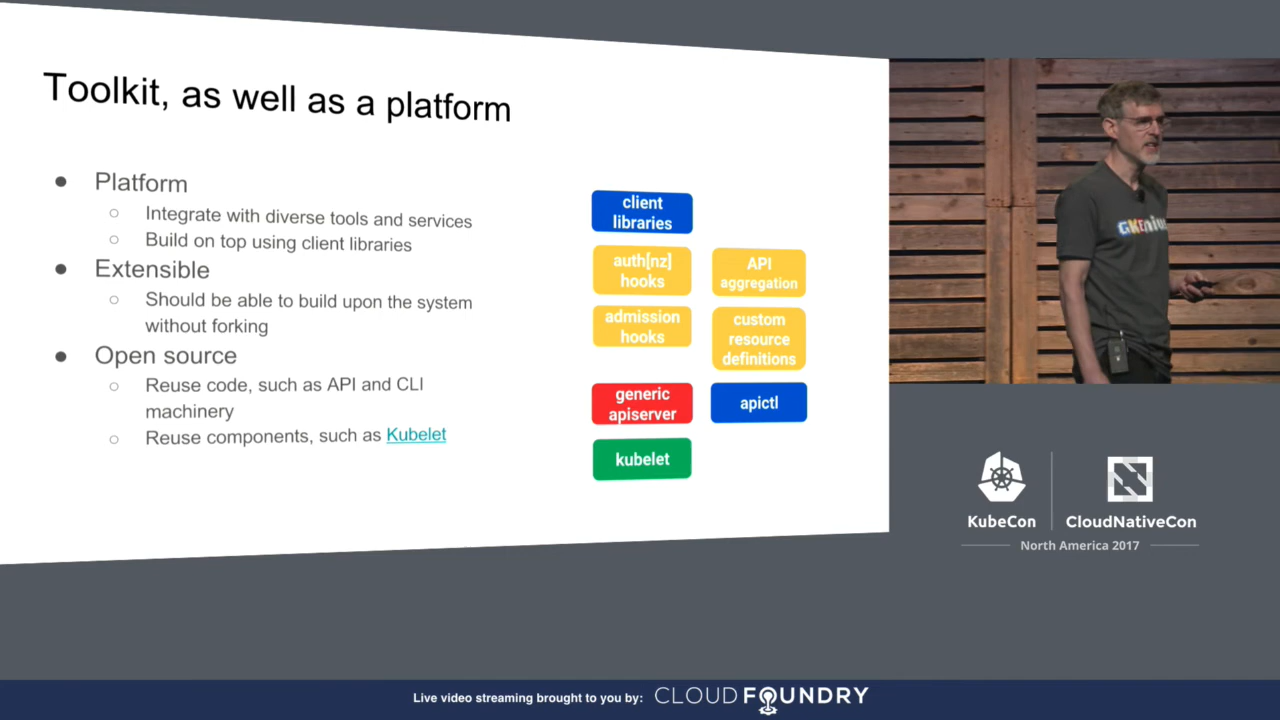 Toolkit, as well as a platform
● Platform
○ Integrate with diverse tools and services
○ Build on top using client libraries
● Extensible
○ Should be able to build upon the system
without forking
● Open source
○ Reuse code, such as API and CLI
machinery
○ Reuse components, such as Kubelet
client
libraries
auth[nz]
hooks
API
aggregation
admission
hooks
custom
resource
definitions
generic
apiserver
apictl
kubelet
GKEnius
KubeCon
CloudNativeCon
North America 2017
Live video streaming brought to you by: CLOUD FOUNDRY